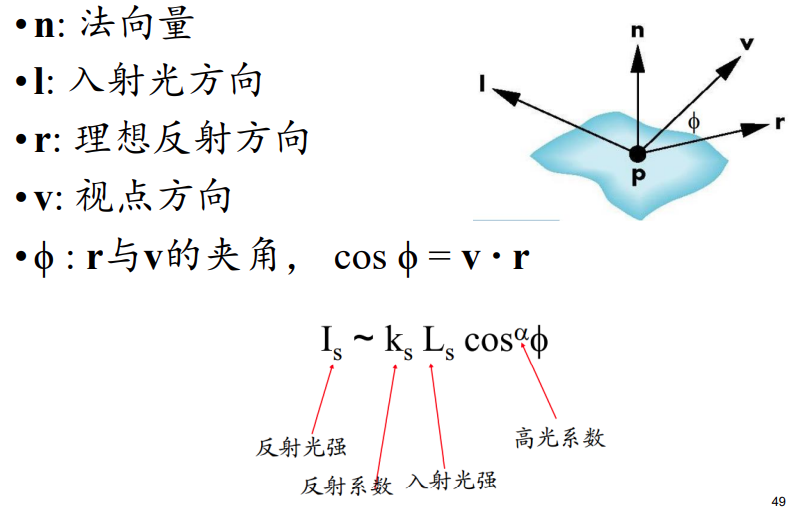 •n: 法向量
•l: 入射光方向
•r: 理想反射方向
•v: 视点方向
•ϕ : r与v的夹角， cos ϕ = v · r
n
v
l
ϕ
r
p
Is ~ ks Ls cosαϕ
反射光强
高光系数
反射系数
入射光强
49